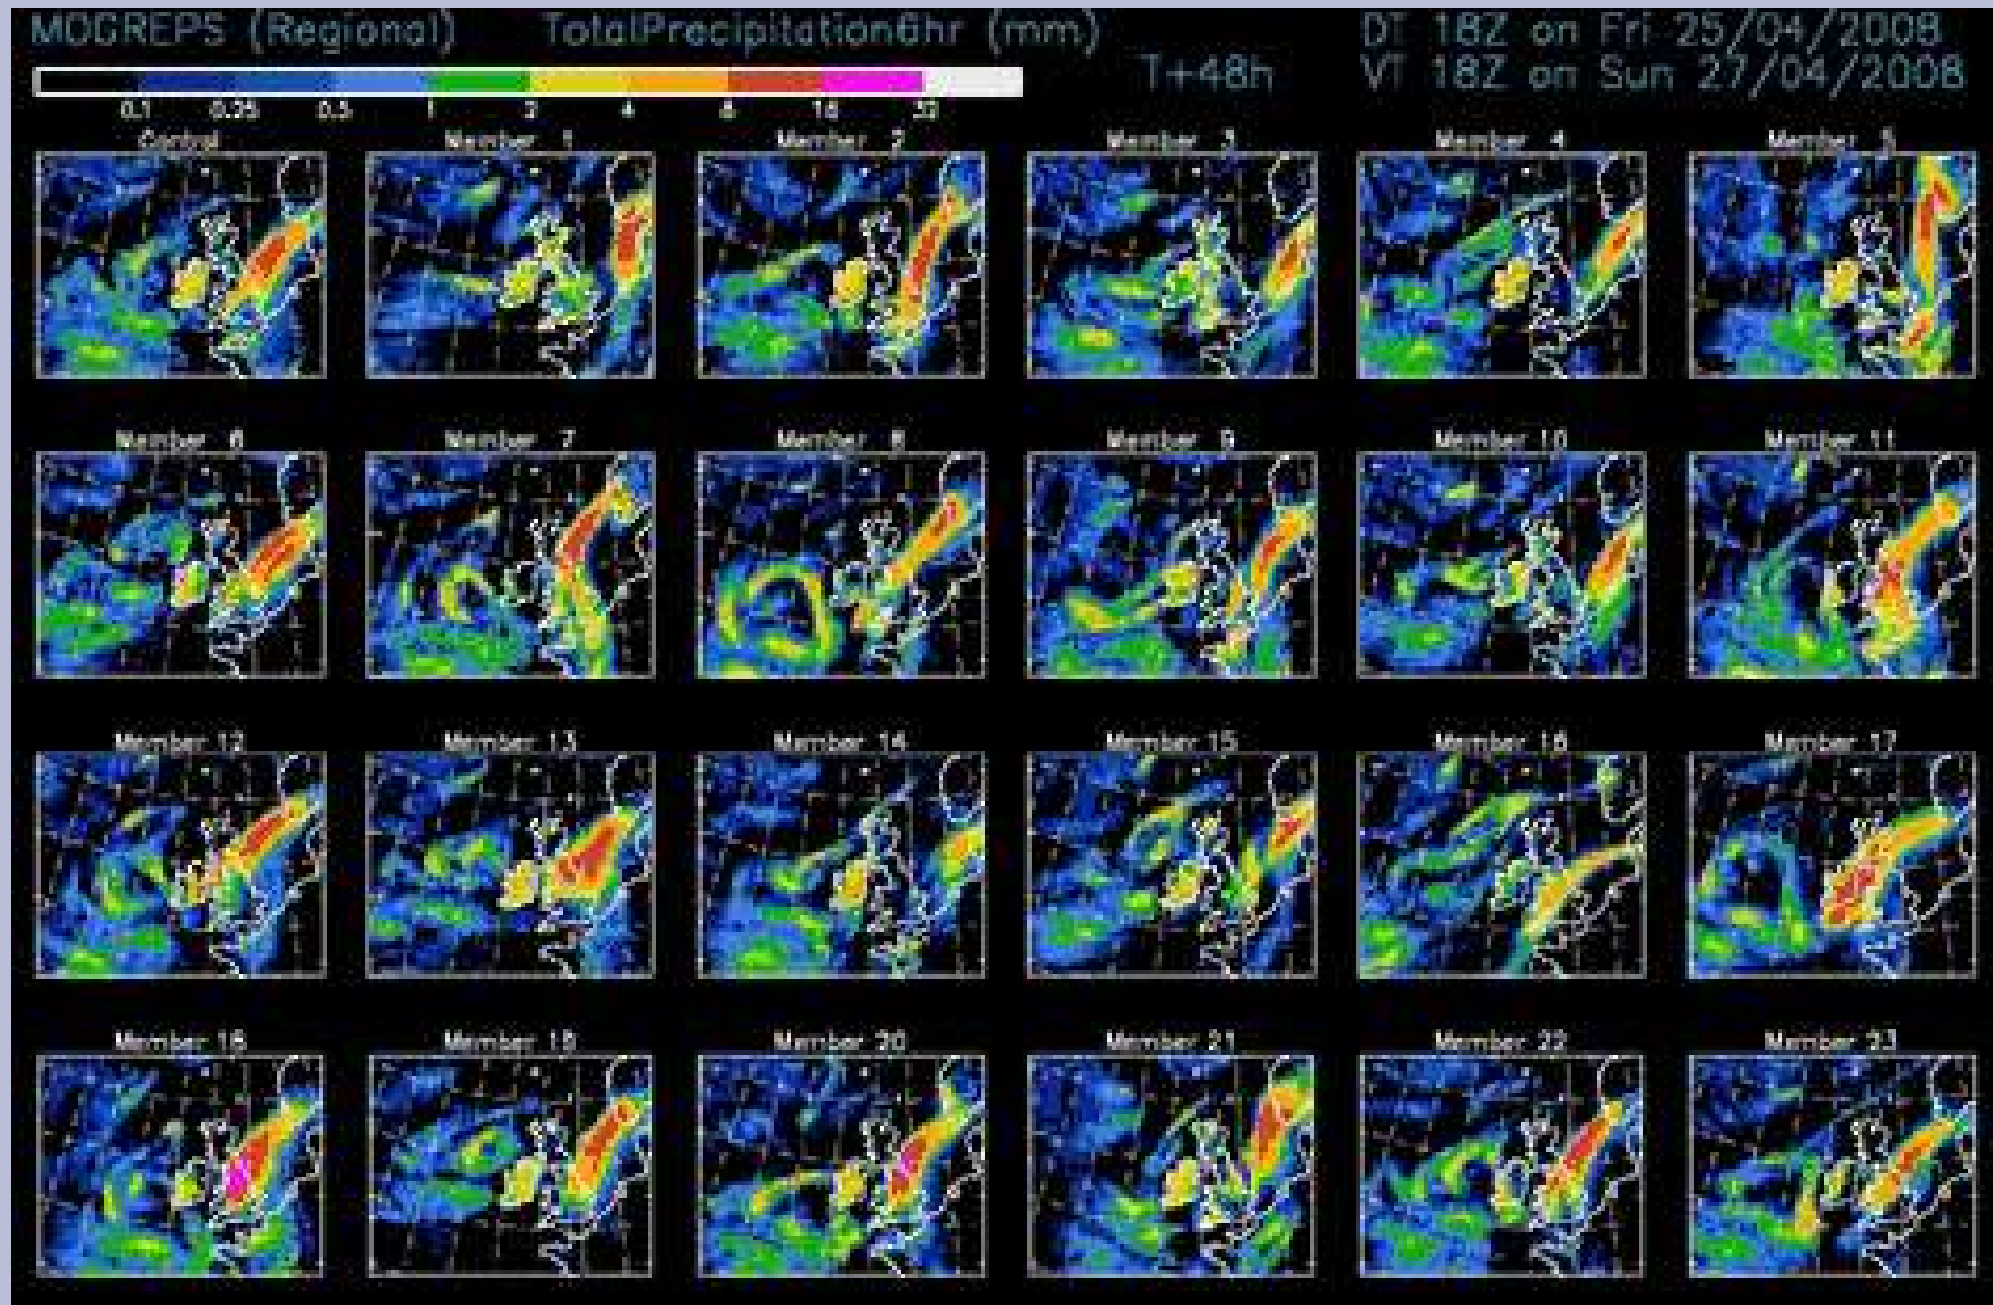 MOGREPS (Regional) TotalPrecipitation6hr (mm)
DT 18Z on Fri 25/04/2008
T+48h VT 18Z on Sun 27/04/2008
0.1 0.25 0.5 1 2 4 8 16 32
Control Member 1 Member 2 Member 3 Member 4 Member 5
Member 6 Member 7 Member 8 Member 9 Member 10 Member 11
Member 12 Member 13 Member 14 Member 15 Member 16 Member 17
Member 18 Member 19 Member 20 Member 21 Member 22 Member 23